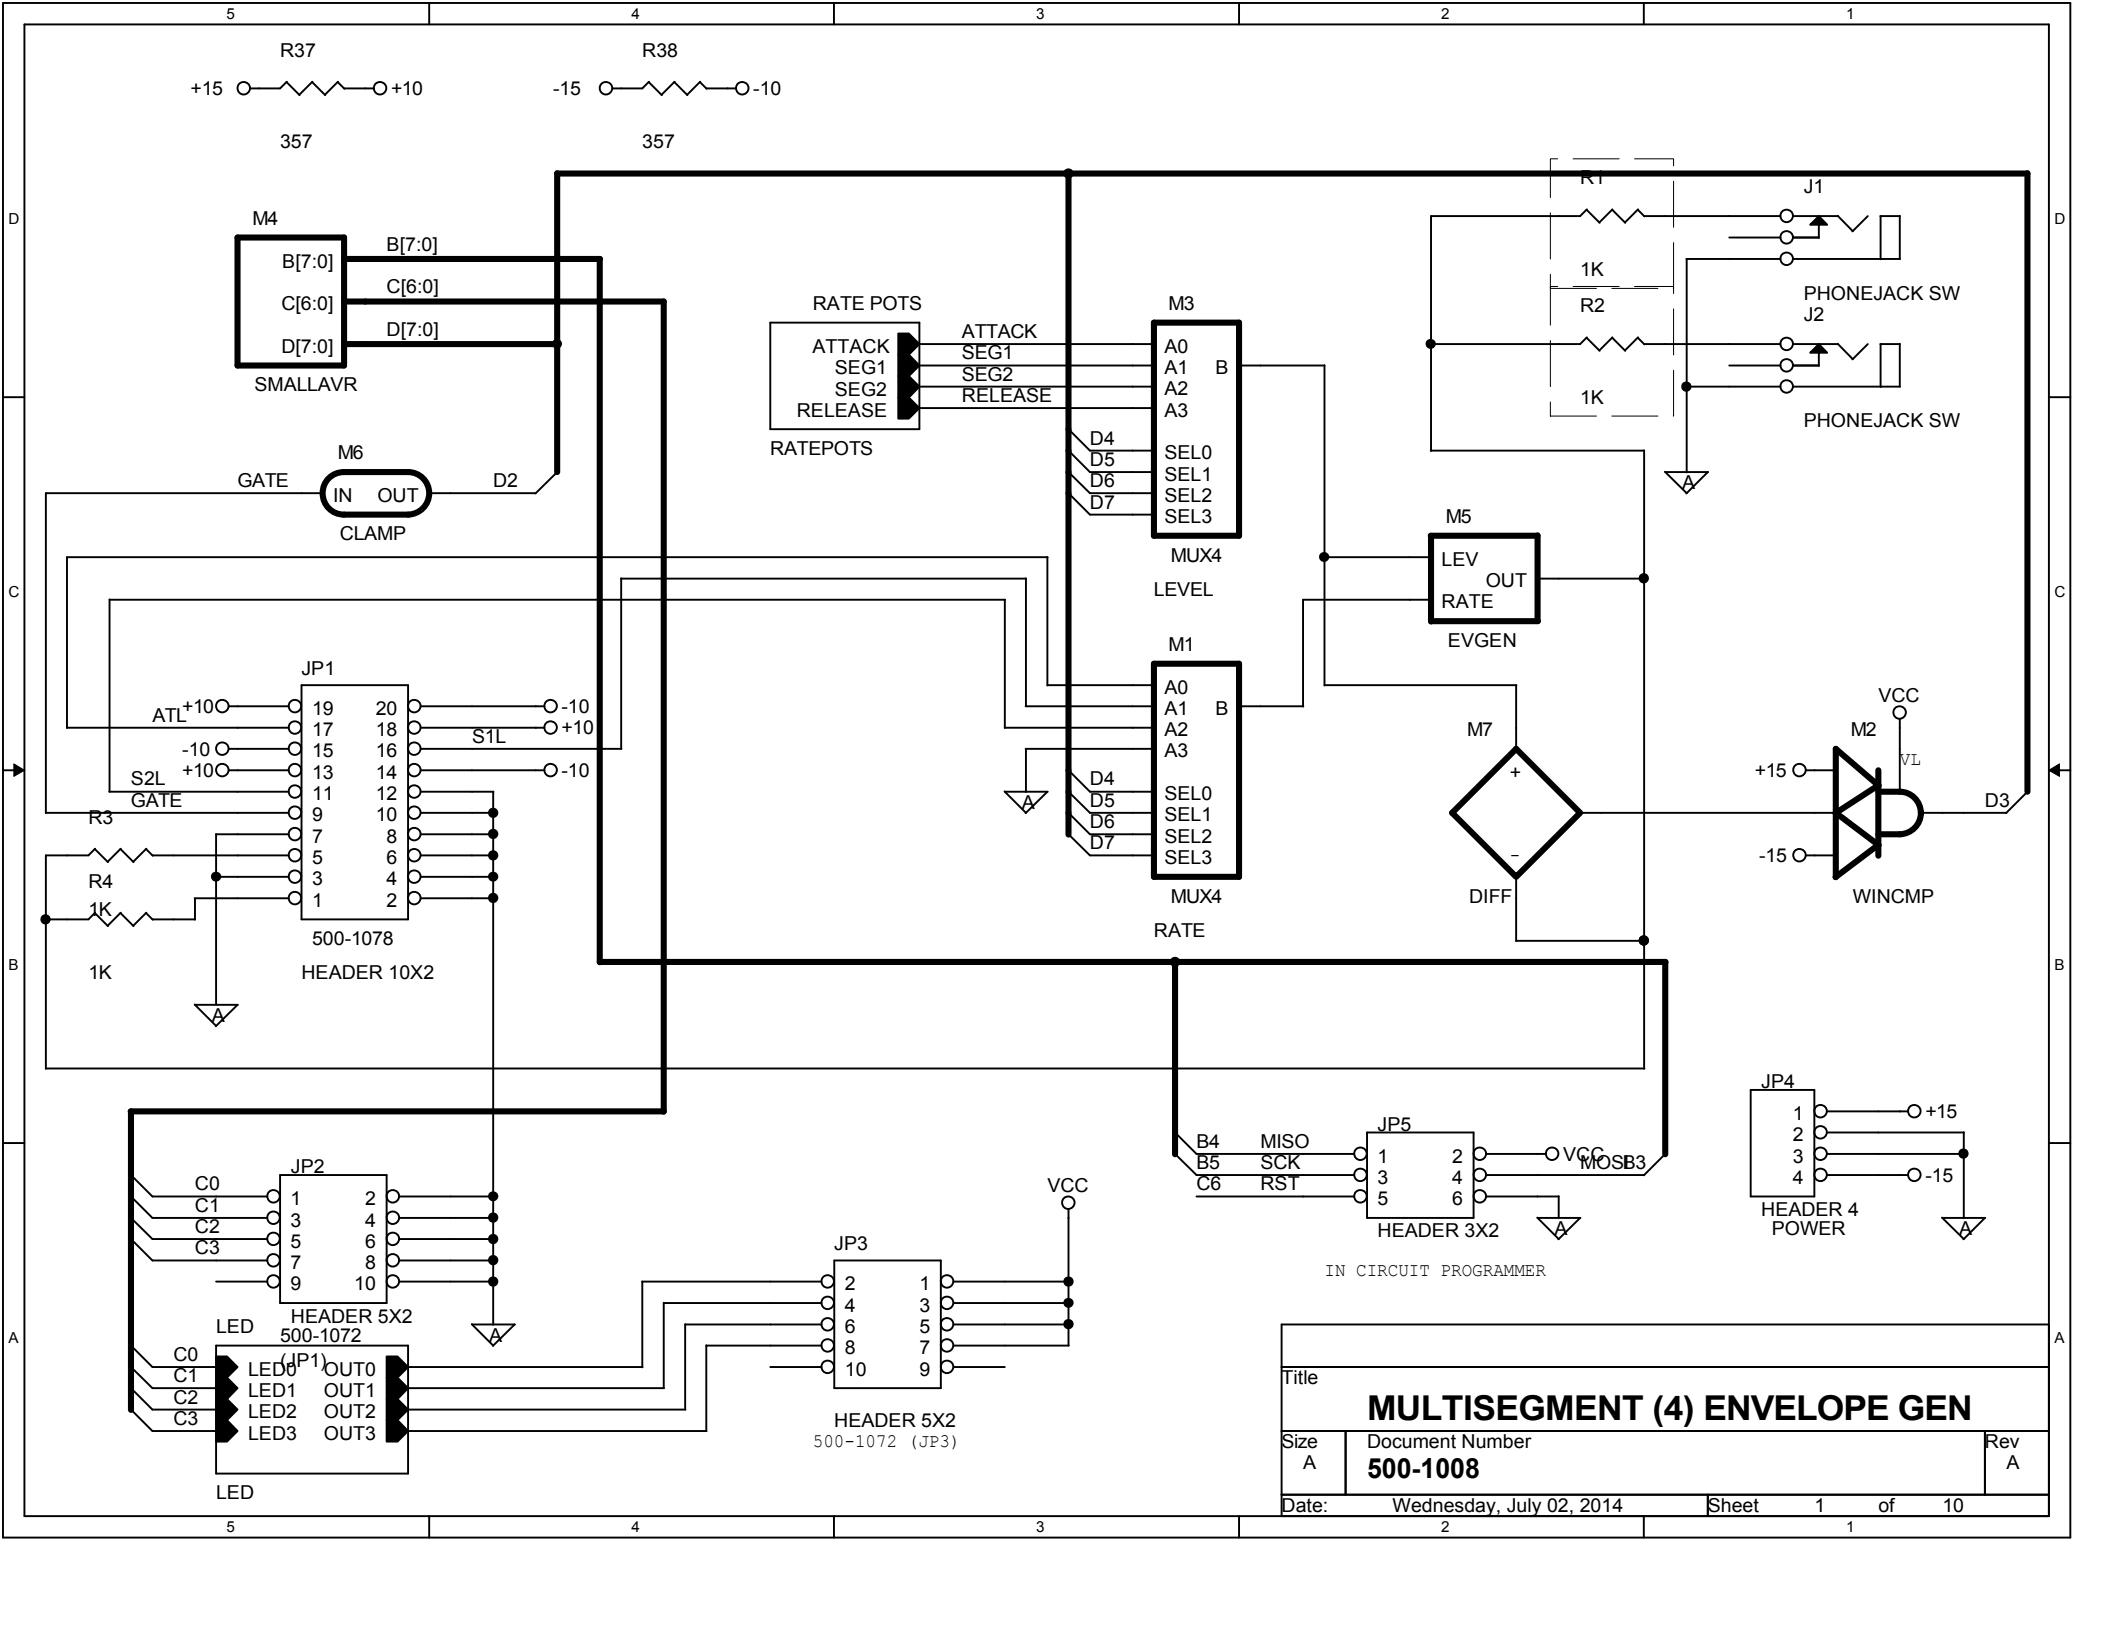 5 4 3 2 1
R37
+15 +10
357
R38
-15 -10
357
D D
M4
B[7:0] B[7:0]
C[6:0] C[6:0]
D[7:0] D[7:0]
SMALLAVR
R1
1K
J1
PHONEJACK SW
R2
1K
J2
PHONEJACK SW
A
RATE POTS
ATTACK ATTACK
SEG1 SEG1
SEG2 SEG2
RELEASE RELEASE
RATEPOTS
M3
A0
A1 B
A2
A3
D4 SEL0
D5 SEL1
D6 SEL2
D7 SEL3
MUX4
LEVEL
M6
GATE IN OUT D2
CLAMP
M5
LEV
OUT
RATE
EVGEN
C C
M1
A0
A1 B
A2
A3
A
D4 SEL0
D5 SEL1
D6 SEL2
D7 SEL3
MUX4
RATE
JP1
+10 19 20 -10
ATL 17 18 +10
-10 15 16 S1L
+10 13 14 -10
S2L 11 12
GATE 9 10
7 8
5 6
3 4
1 2
500-1078
HEADER 10X2
R3
1K
R4
1K
A
M7
+
–
DIFF
VCC
M2
VL
+15
-15
D3
WINCMP
B B
JP4
1 +15
2
3
4 -15
HEADER 4
POWER
A
JP5
B4 MISO 1 2 VCC
B5 SCK 3 4 MOSI B3
C6 RST 5 6
HEADER 3X2
A
IN CIRCUIT PROGRAMMER
JP2
C0 1 2
C1 3 4
C2 5 6
C3 7 8
9 10
HEADER 5X2
500-1072
(JP1)
A
VCC
JP3
2 1
4 3
6 5
8 7
10 9
HEADER 5X2
500-1072 (JP3)
A A
LED
C0 LED0 OUT0
C1 LED1 OUT1
C2 LED2 OUT2
C3 LED3 OUT3
LED
Title
MULTISEGMENT (4) ENVELOPE GEN
Size Document Number Rev
A 500-1008 A
Date: Wednesday, July 02, 2014 Sheet 1 of 10
5 4 3 2 1